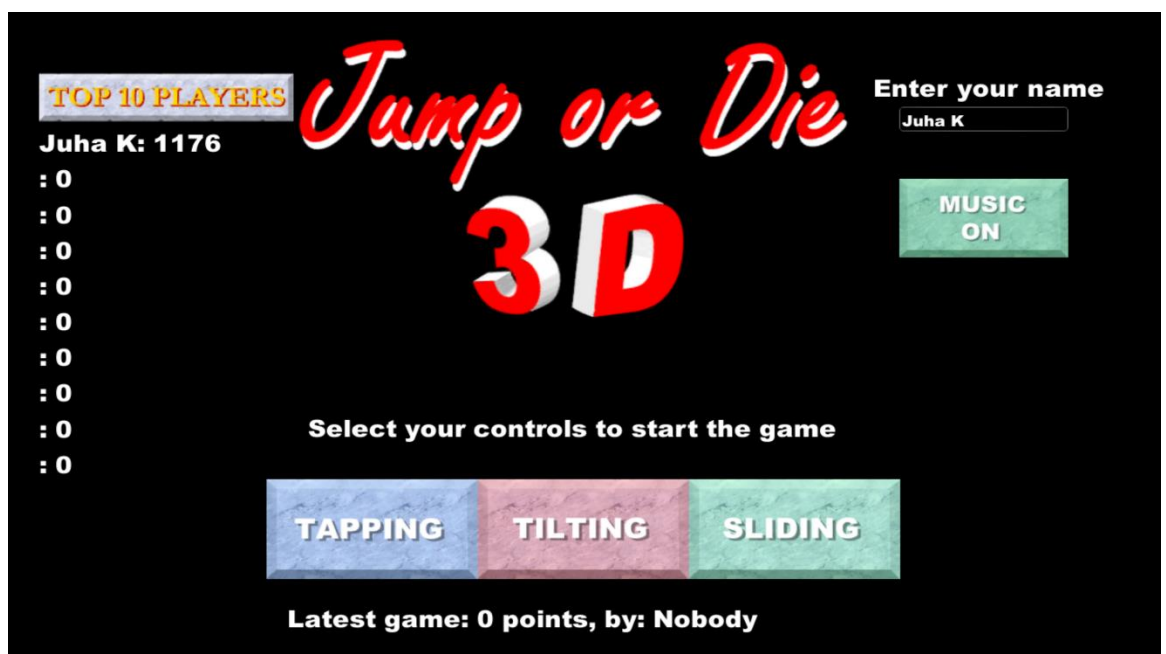 TOP 10 PLAYERS
Juha K: 1176
: 0
: 0
: 0
: 0
: 0
: 0
: 0
: 0
: 0
Jump or Die
3D
Enter your name
Juha K
MUSIC
ON
Select your controls to start the game
TAPPING
TILTING
SLIDING
Latest game: 0 points, by: Nobody